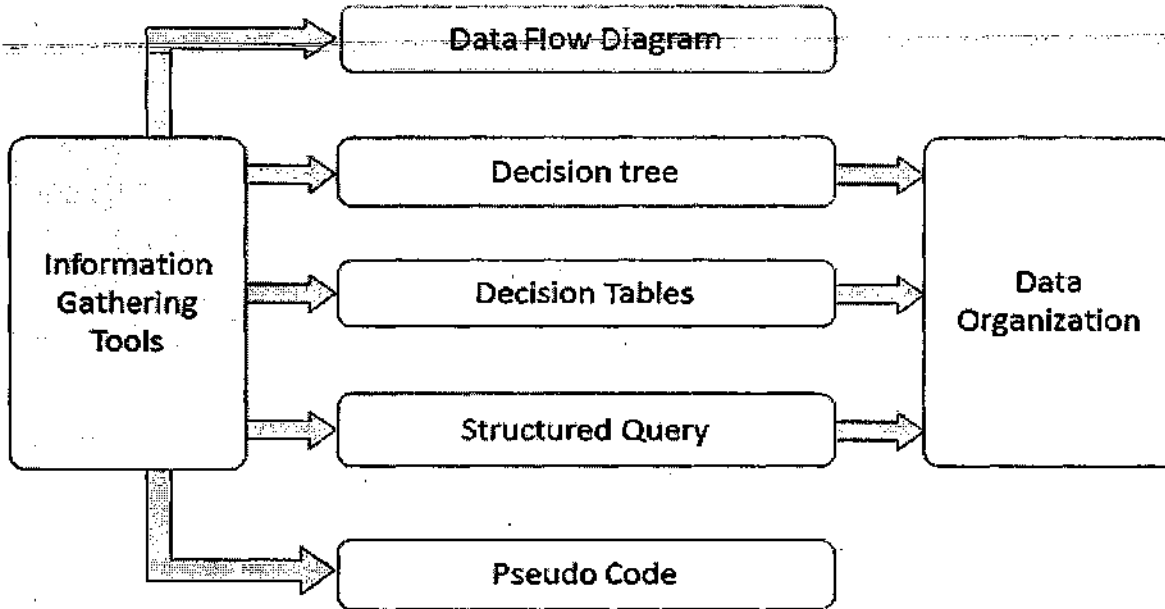 Data Flow Diagram
Decision tree
Information
Gathering
Tools
Decision Tables
Data
Organization
Structured Query
Pseudo Code